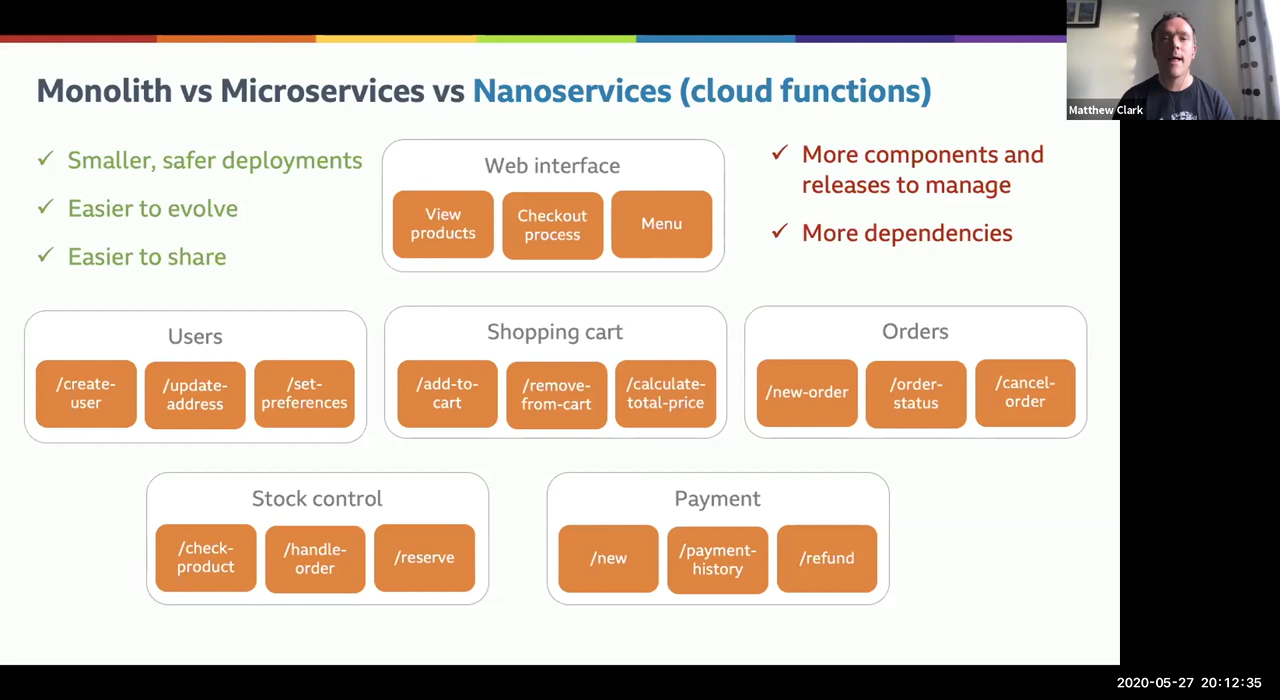 Matthew Clark
Monolith vs Microservices vs Nanoservices (cloud functions)
✓ Smaller, safer deployments
✓ Easier to evolve
✓ Easier to share
Web interface
View
products
Checkout
process
Menu
✓ More components and
releases to manage
✓ More dependencies
Users
/create-
user
/update-
address
/set-
preferences
Shopping cart
/add-to-
cart
/remove-
from-cart
/calculate-
total-price
Orders
/new-order
/order-
status
/cancel-
order
Stock control
/check-
product
/handle-
order
/reserve
Payment
/new
/payment-
history
/refund
2020-05-27 20:12:35